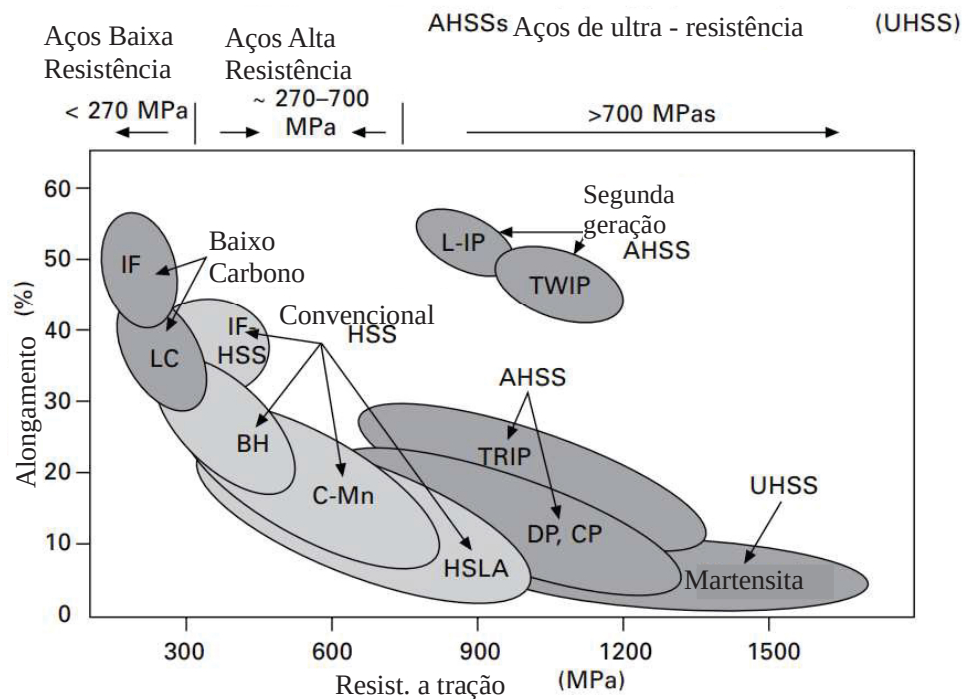 AHSSs Aços de ultra - resistência (UHSS)
Aços Baixa
Resistência
Aços Alta
Resistência
< 270 MPa
~ 270–700
MPa
>700 MPas
60
50
40
30
20
10
0
Alongamento (%)
IF
Baixo
Carbono
LC
IF-
HSS
Convencional
HSS
BH
C-Mn
HSLA
L-IP
TWIP
Segunda
geração
AHSS
AHSS
TRIP
DP, CP
UHSS
Martensita
300
600
900
1200
1500
Resist. a tração (MPa)